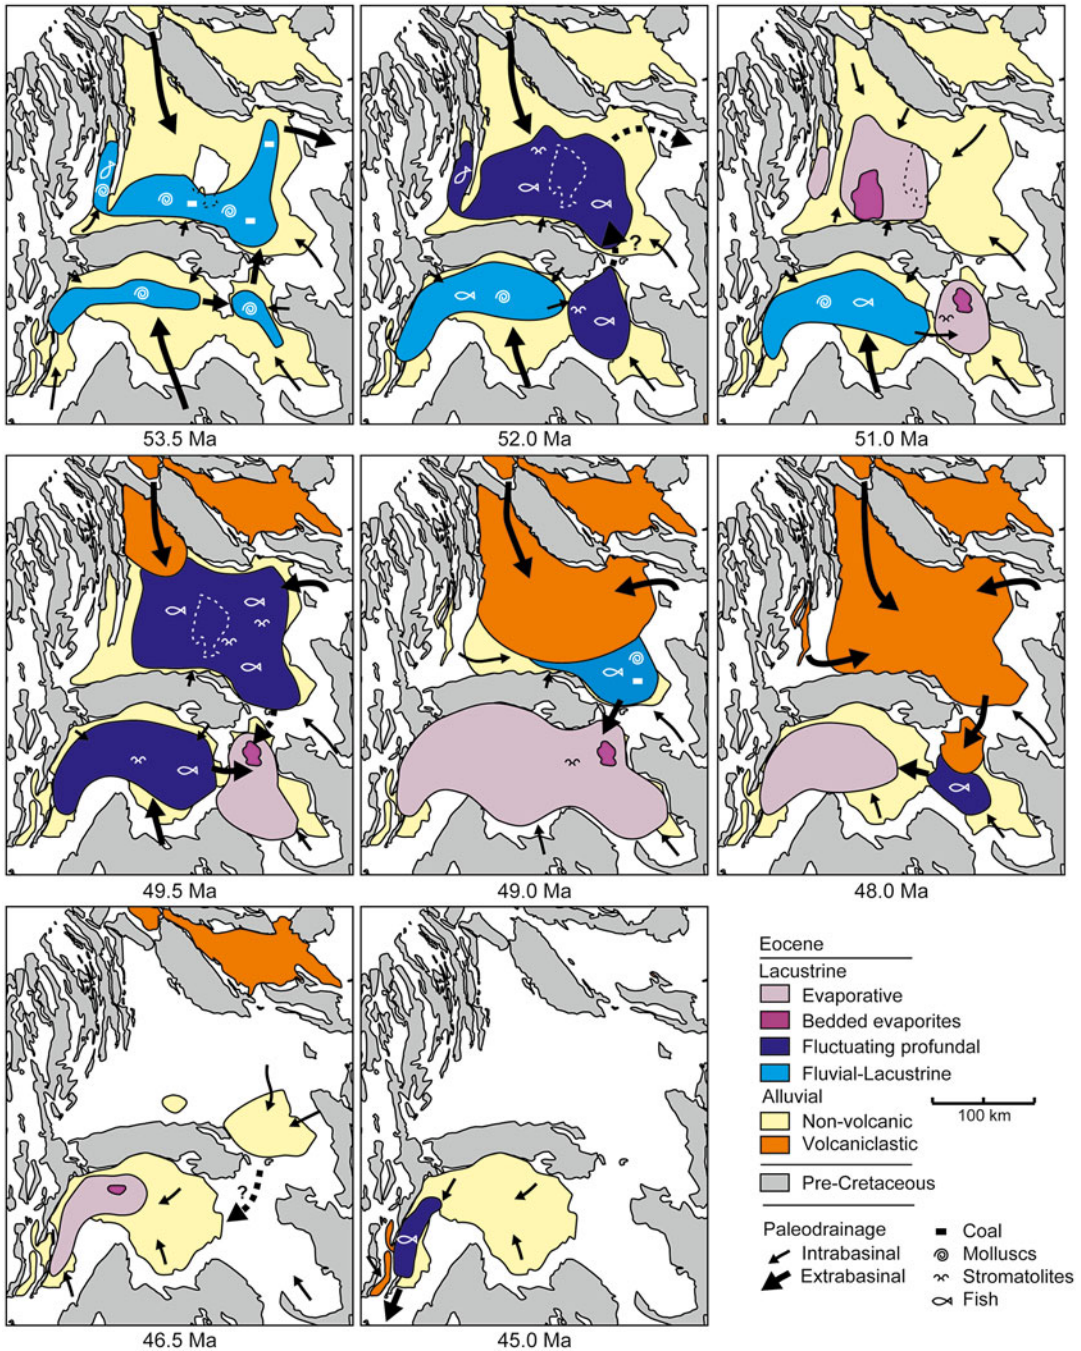 ?
53.5 Ma
52.0 Ma
51.0 Ma
49.5 Ma
49.0 Ma
48.0 Ma
?
46.5 Ma
45.0 Ma
Eocene
Lacustrine
Evaporative
Bedded evaporites
Fluctuating profundal
Fluvial-Lacustrine
Alluvial
Non-volcanic
Volcaniclastic
Pre-Cretaceous
100 km
Paleodrainage
Intrabasinal
Extrabasinal
Coal
Molluscs
Stromatolites
Fish